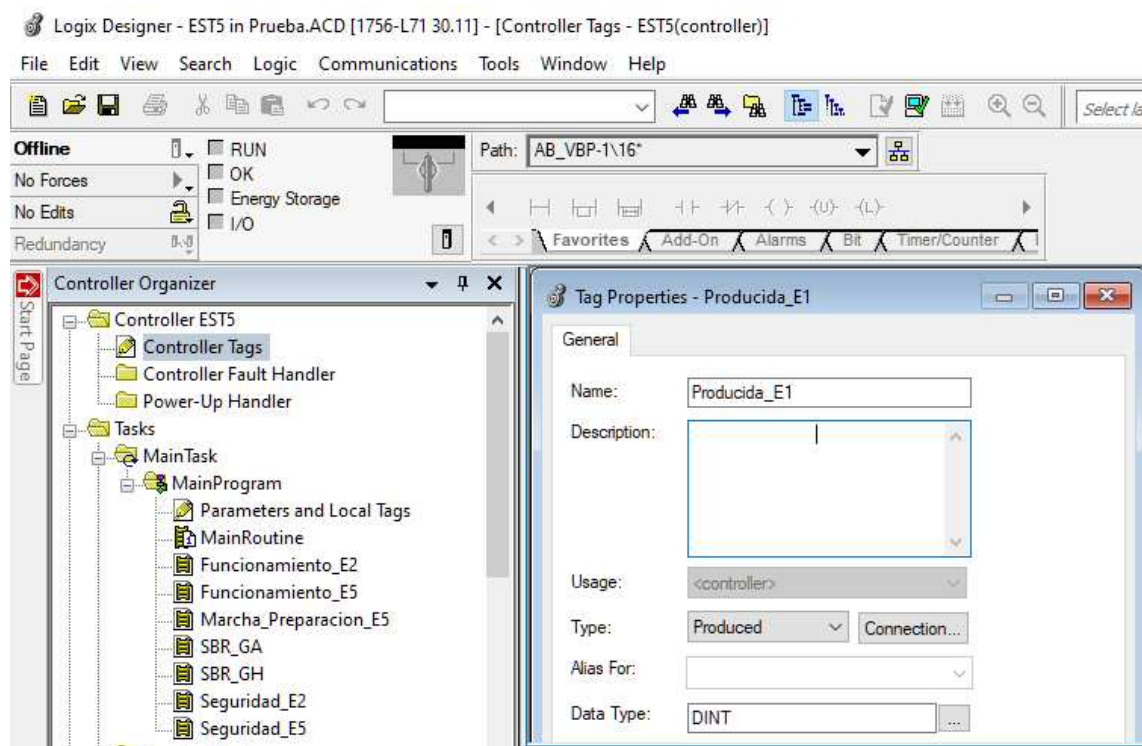 Logix Designer - EST5 in Prueba.ACD [1756-L71 30.11] - [Controller Tags - EST5(controller)]
File Edit View Search Logic Communications Tools Window Help
Select la
Offline
RUN
No Forces
OK
No Edits
Energy Storage
Redundancy
I/O
Path: AB_VBP-1\16*
Favorites Add-On Alarms Bit Timer/Counter
Start Page
Controller Organizer
Controller EST5
Controller Tags
Controller Fault Handler
Power-Up Handler
Tasks
MainTask
MainProgram
Parameters and Local Tags
MainRoutine
Funcionamiento_E2
Funcionamiento_E5
Marcha_Preparacion_E5
SBR_GA
SBR_GH
Seguridad_E2
Seguridad_E5
Tag Properties - Producida_E1
General
Name: Producida_E1
Description:
Usage: <controller>
Type: Produced Connection...
Alias For:
Data Type: DINT ...